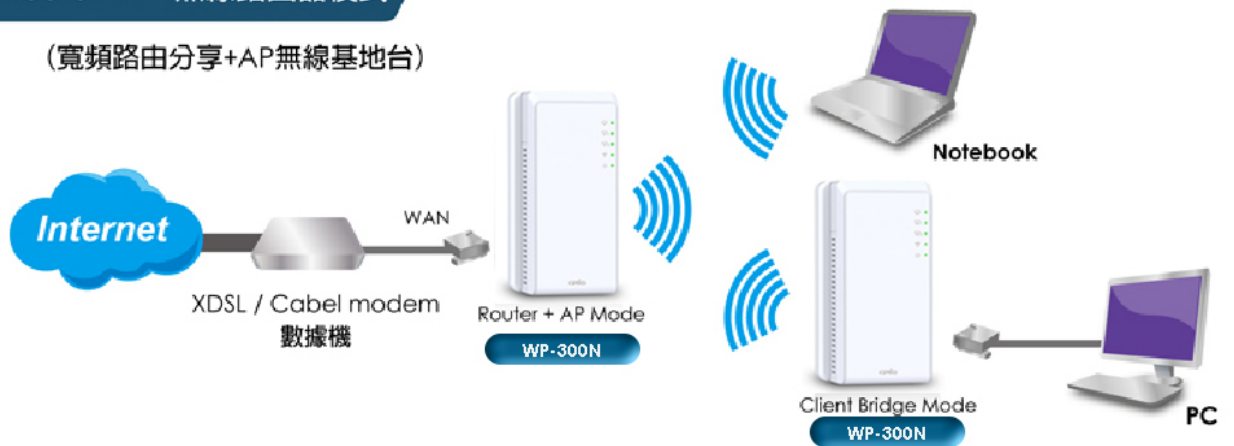 (寬頻路由分享+AP無線基地台)
Internet
WAN
XDSL / Cabel modem
數據機
Router + AP Mode
WP-300N
Notebook
Client Bridge Mode
WP-300N
PC